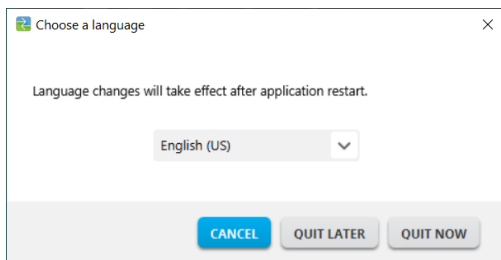 Choose a language
Language changes will take effect after application restart.
English (US)
CANCEL
QUIT LATER
QUIT NOW